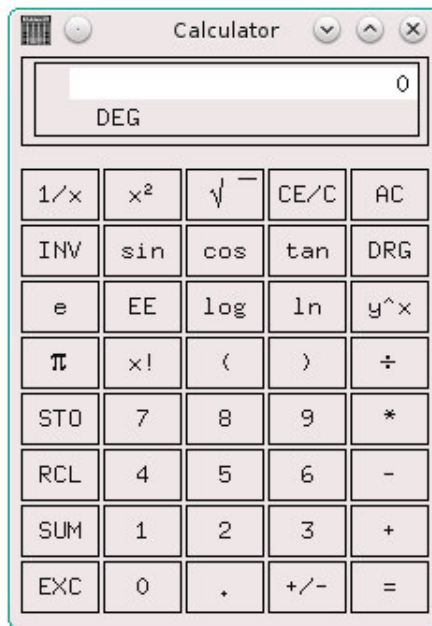 Calculator
0
DEG
1/x x² √‾ CE/C AC
INV sin cos tan DRG
e EE log ln y^x
π x! ( ) ÷
STO 7 8 9 *
RCL 4 5 6 -
SUM 1 2 3 +
EXC 0 . +/- =